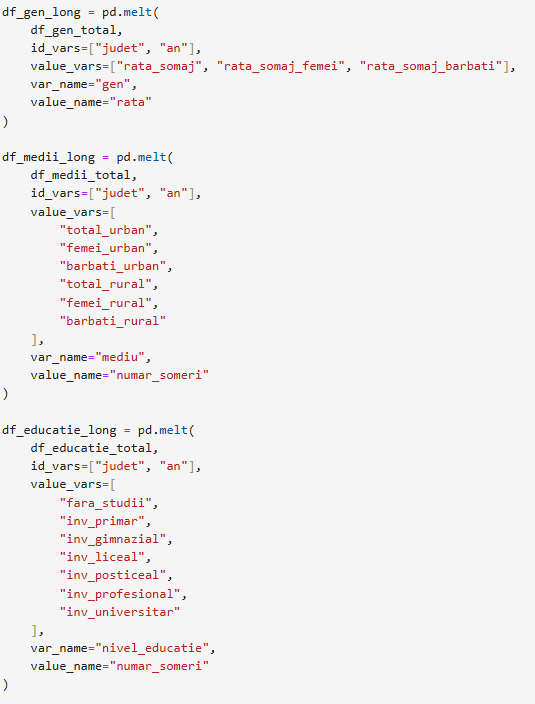 df_gen_long = pd.melt(
    df_gen_total,
    id_vars=["judet", "an"],
    value_vars=["rata_somaj", "rata_somaj_femei", "rata_somaj_barbati"],
    var_name="gen",
    value_name="rata"
)

df_medii_long = pd.melt(
    df_medii_total,
    id_vars=["judet", "an"],
    value_vars=[
        "total_urban",
        "femei_urban",
        "barbati_urban",
        "total_rural",
        "femei_rural",
        "barbati_rural"
    ],
    var_name="mediu",
    value_name="numar_someri"
)

df_educatie_long = pd.melt(
    df_educatie_total,
    id_vars=["judet", "an"],
    value_vars=[
        "fara_studii",
        "inv_primar",
        "inv_gimnazial",
        "inv_liceal",
        "inv_posticeal",
        "inv_profesional",
        "inv_universitar"
    ],
    var_name="nivel_educatie",
    value_name="numar_someri"
)